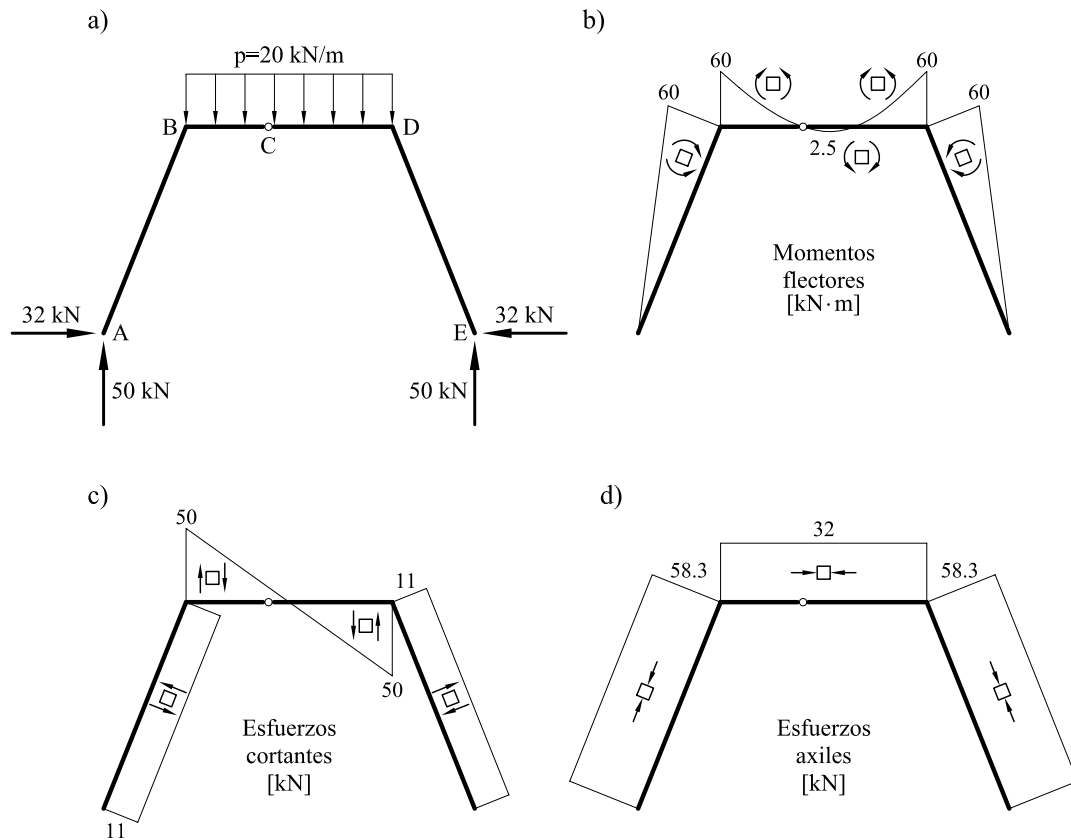 a)
p=20 kN/m
B
C
D
32 kN
A
50 kN
E
32 kN
50 kN
b)
60
60
60
60
2.5
Momentos
flectores
[kN·m]
c)
50
11
50
11
Esfuerzos
cortantes
[kN]
d)
32
58.3
58.3
Esfuerzos
axiles
[kN]